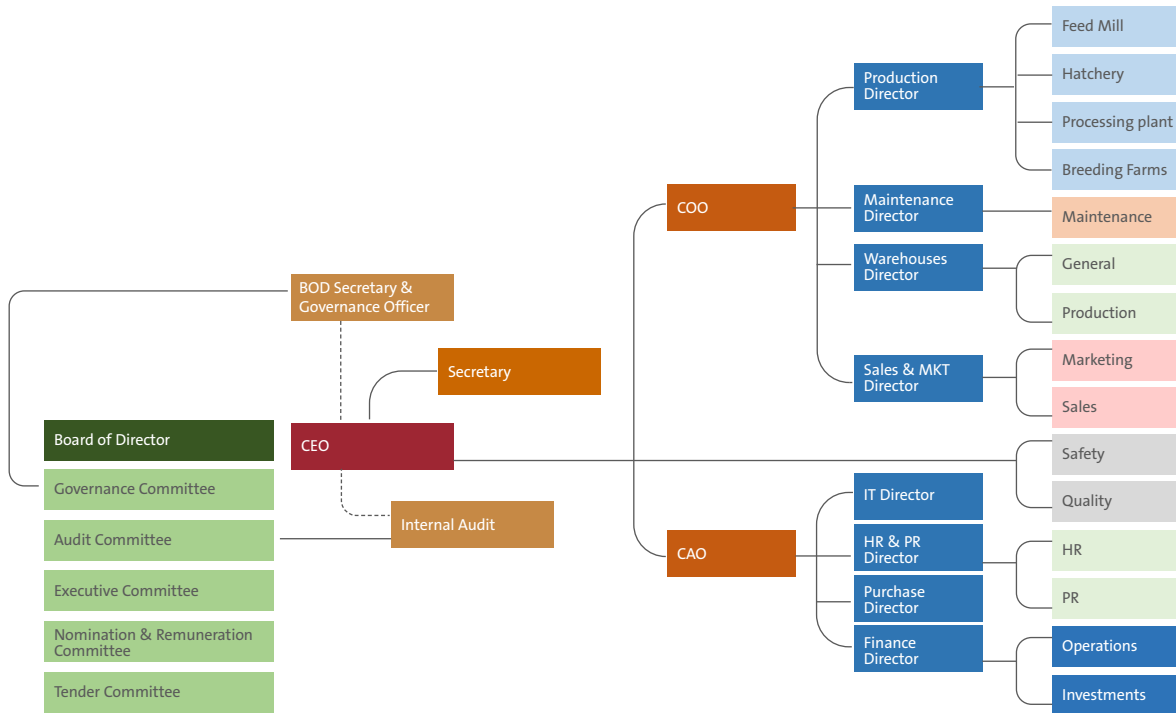 Feed Mill
Hatchery
Processing plant
Breeding Farms
Production
Director
COO
Maintenance
Director
Maintenance
Warehouses
Director
General
Production
Sales & MKT
Director
Marketing
Sales
BOD Secretary &
Governance Officer
Secretary
CEO
Board of Director
Governance Committee
Audit Committee
Executive Committee
Nomination & Remuneration
Committee
Tender Committee
Internal Audit
Safety
Quality
CAO
IT Director
HR & PR
Director
HR
PR
Purchase
Director
Finance
Director
Operations
Investments